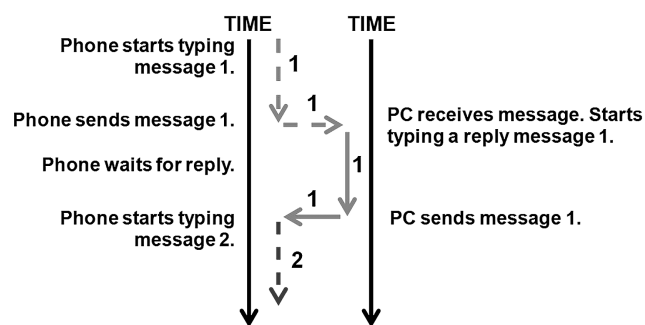 TIME TIME
Phone starts typing
message 1.
1
1
Phone sends message 1.
PC receives message. Starts
typing a reply message 1.
Phone waits for reply.
1
1
Phone starts typing
message 2.
PC sends message 1.
2